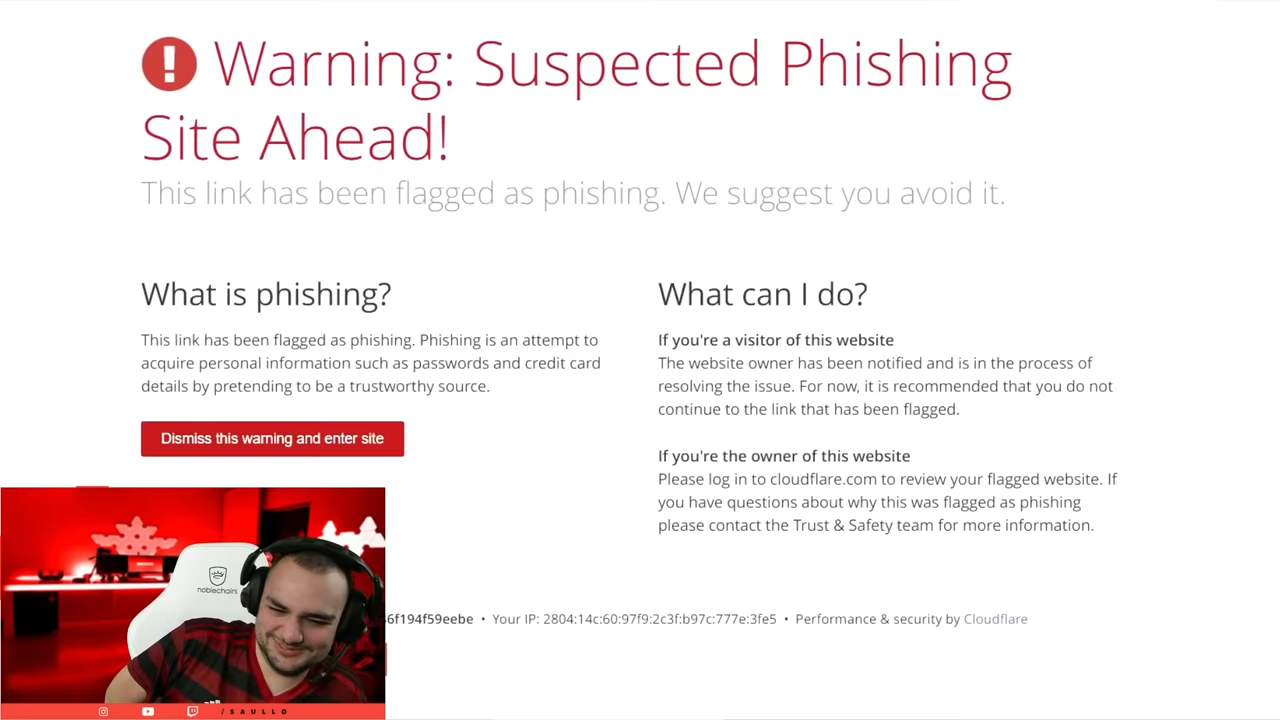 Warning: Suspected Phishing
Site Ahead!
This link has been flagged as phishing. We suggest you avoid it.
What is phishing?
This link has been flagged as phishing. Phishing is an attempt to
acquire personal information such as passwords and credit card
details by pretending to be a trustworthy source.
Dismiss this warning and enter site
What can I do?
If you're a visitor of this website
The website owner has been notified and is in the process of
resolving the issue. For now, it is recommended that you do not
continue to the link that has been flagged.
If you're the owner of this website
Please log in to cloudflare.com to review your flagged website. If
you have questions about why this was flagged as phishing
please contact the Trust & Safety team for more information.
6f194f59eebe • Your IP: 2804:14c:60:97f9:2c3f:b97c:777e:3fe5 • Performance & security by Cloudflare
noblechairs
/SAULLO